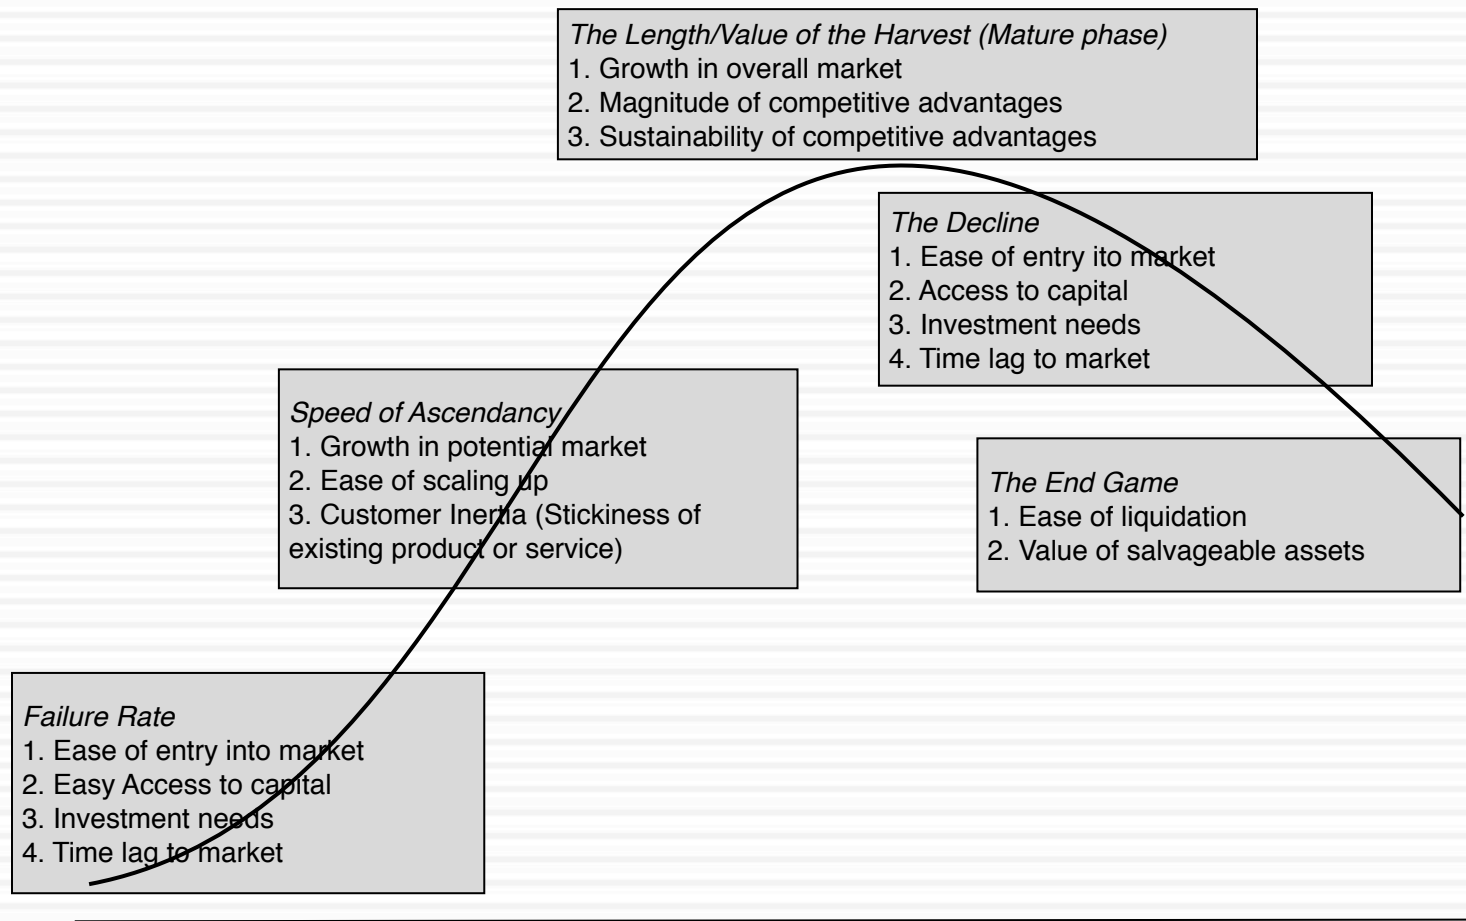 The Length/Value of the Harvest (Mature phase)
1. Growth in overall market
2. Magnitude of competitive advantages
3. Sustainability of competitive advantages
The Decline
1. Ease of entry ito market
2. Access to capital
3. Investment needs
4. Time lag to market
Speed of Ascendancy
1. Growth in potential market
2. Ease of scaling up
3. Customer Inertia (Stickiness of
existing product or service)
The End Game
1. Ease of liquidation
2. Value of salvageable assets
Failure Rate
1. Ease of entry into market
2. Easy Access to capital
3. Investment needs
4. Time lag to market